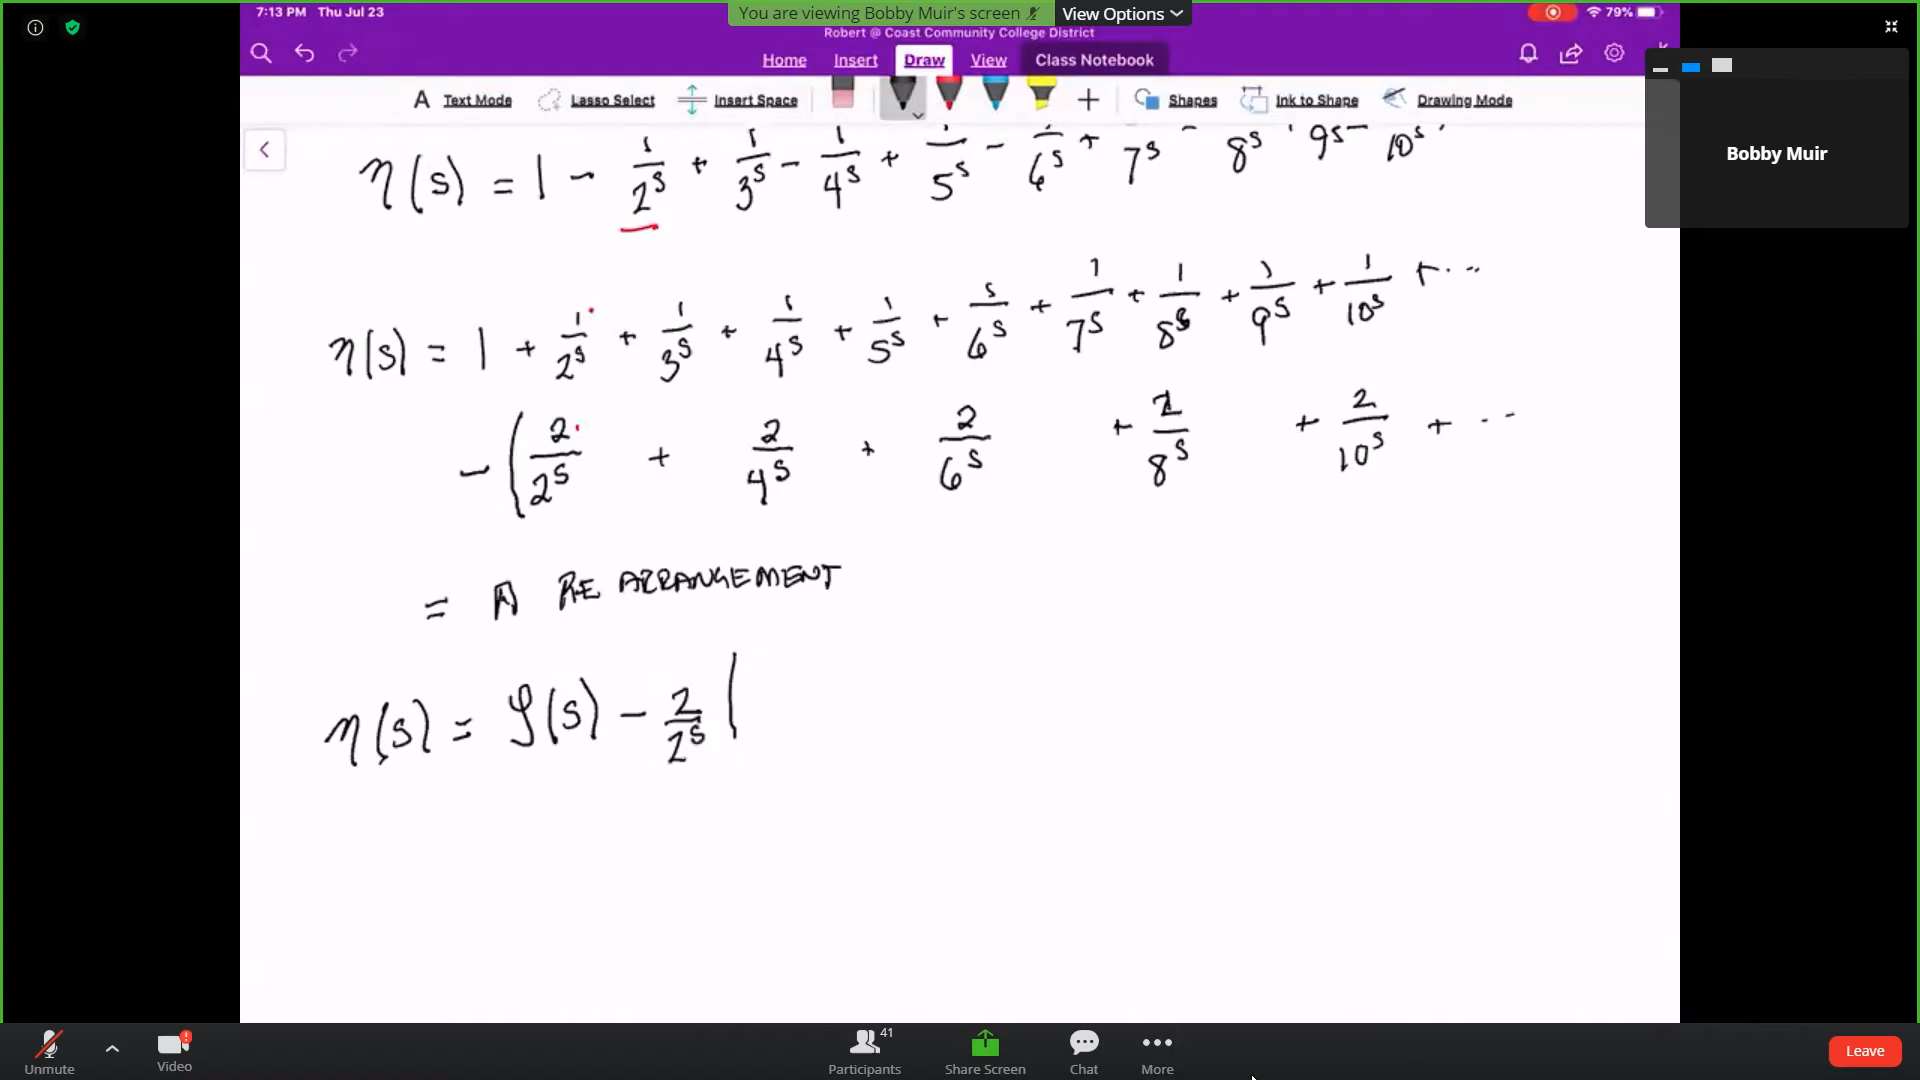 7:13 PM Thu Jul 23
You are viewing Bobby Muir's screen
View Options
79%
Robert @ Coast Community College District
Home Insert Draw View Class Notebook
A Text Mode Lasso Select Insert Space Shapes Ink to Shape Drawing Mode
Bobby Muir
η(s) = 1 - 1/2^s + 1/3^s - 1/4^s + 1/5^s - 1/6^s + 1/7^s - 1/8^s + 1/9^s - 1/10^s
η(s) = 1 + 1/2^s + 1/3^s + 1/4^s + 1/5^s + 1/6^s + 1/7^s + 1/8^s + 1/9^s + 1/10^s + ...
- ( 2/2^s + 2/4^s + 2/6^s + 2/8^s + 2/10^s + ...
= A REARRANGEMENT
η(s) = ζ(s) - 2/2^s (
Unmute
Video
Participants 41
Share Screen
Chat
More
Leave